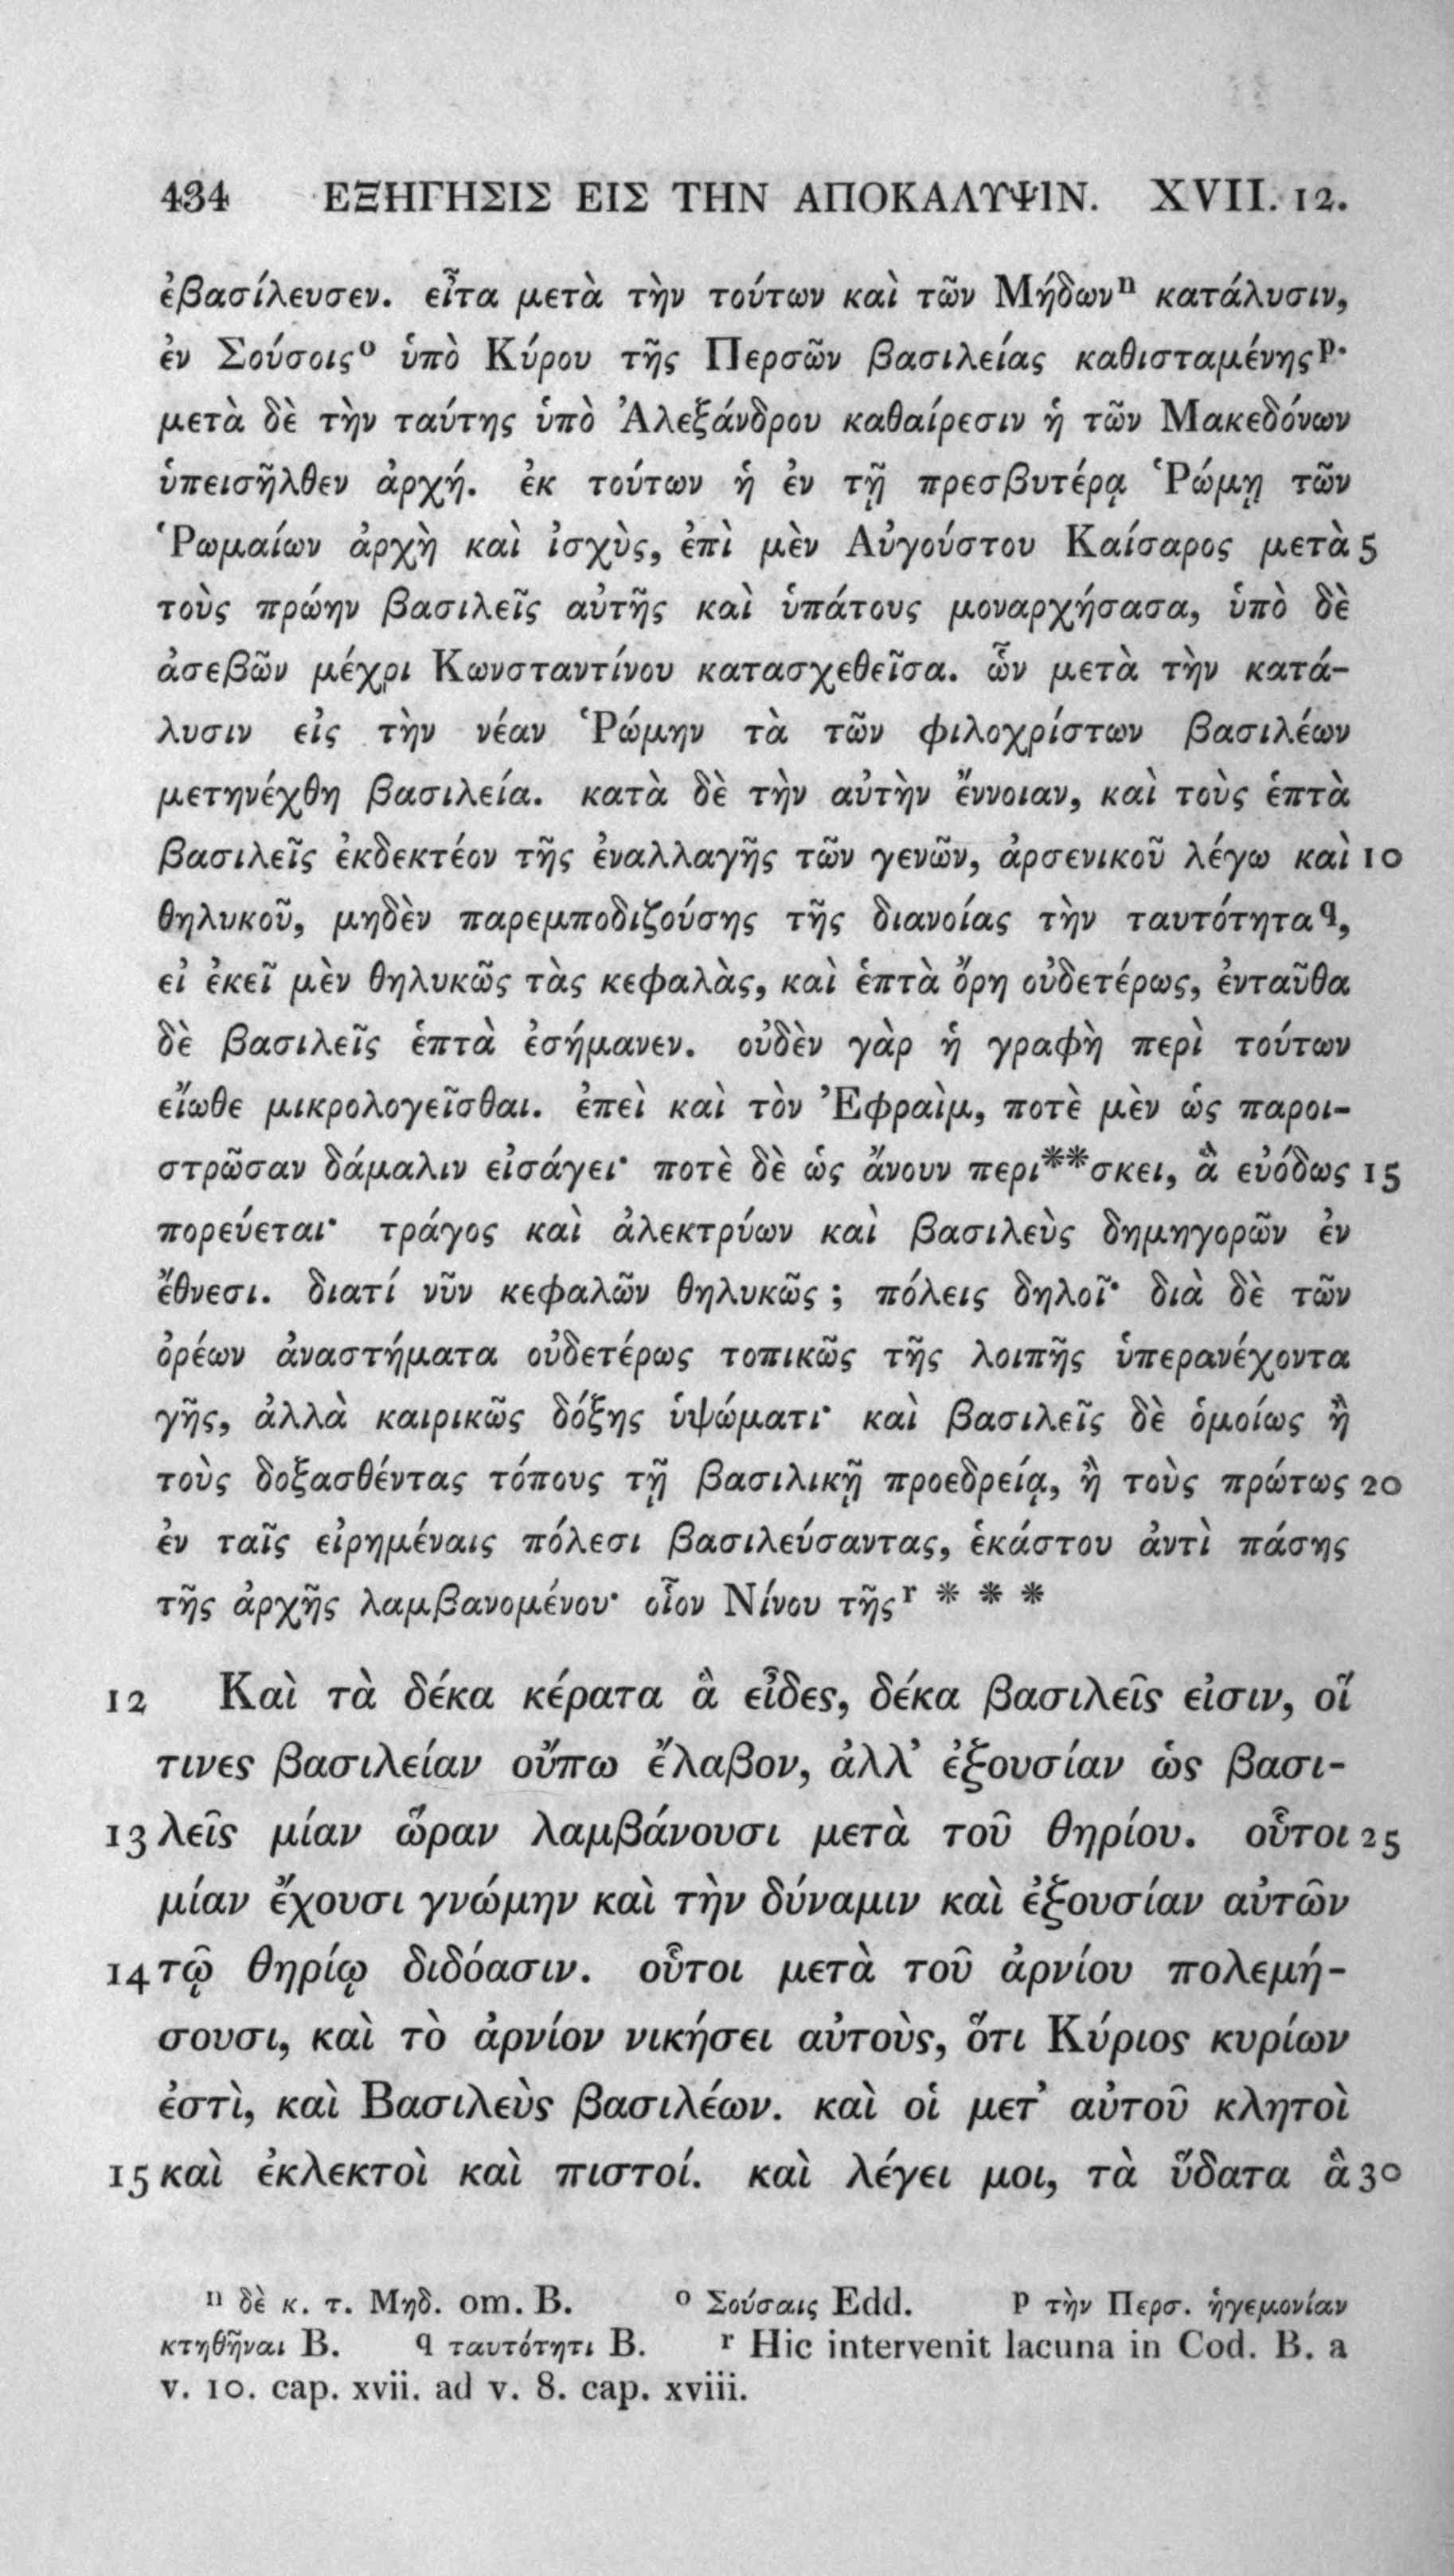 434 ΕΞΗΓΗΣΙΣ ΕΙΣ ΤΗΝ ΑΠΟΚΑΛΥΨΙΝ. XVII. 12.
ἐβασίλευσεν. εἶτα μετὰ τὴν τούτων καὶ τῶν Μήδωνⁿ κατάλυσιν,
ἐν Σούσοιςᵒ ὑπὸ Κύρου τῆς Περσῶν βασιλείας καθισταμένηςᵖ·
μετὰ δὲ τὴν ταύτης ὑπὸ Ἀλεξάνδρου καθαίρεσιν ἡ τῶν Μακεδόνων
ὑπεισῆλθεν ἀρχή. ἐκ τούτων ἡ ἐν τῇ πρεσβυτέρᾳ Ῥώμῃ τῶν
Ῥωμαίων ἀρχὴ καὶ ἰσχὺς, ἐπὶ μὲν Αὐγούστου Καίσαρος μετὰ 5
τοὺς πρώην βασιλεῖς αὐτῆς καὶ ὑπάτους μοναρχήσασα, ὑπὸ δὲ
ἀσεβῶν μέχρι Κωνσταντίνου κατασχεθεῖσα. ὧν μετὰ τὴν κατά-
λυσιν εἰς τὴν νέαν Ῥώμην τὰ τῶν φιλοχρίστων βασιλέων
μετηνέχθη βασιλεία. κατὰ δὲ τὴν αὐτὴν ἔννοιαν, καὶ τοὺς ἑπτὰ
βασιλεῖς ἐκδεκτέον τῆς ἐναλλαγῆς τῶν γενῶν, ἀρσενικοῦ λέγω καὶ 10
θηλυκοῦ, μηδὲν παρεμποδιζούσης τῆς διανοίας τὴν ταυτότητα q,
εἰ ἐκεῖ μὲν θηλυκῶς τὰς κεφαλὰς, καὶ ἑπτὰ ὄρη οὐδετέρως, ἐνταῦθα
δὲ βασιλεῖς ἑπτὰ ἐσήμανεν. οὐδὲν γὰρ ἡ γραφὴ περὶ τούτων
εἴωθε μικρολογεῖσθαι. ἐπεὶ καὶ τὸν Ἐφραὶμ, ποτὲ μὲν ὡς παροι-
στρῶσαν δάμαλιν εἰσάγει· ποτὲ δὲ ὡς ἄνουν περι**σκει, ἃ εὐόδως 15
πορεύεται· τράγος καὶ ἀλεκτρύων καὶ βασιλεὺς δημηγορῶν ἐν
ἔθνεσι. διατί νῦν κεφαλῶν θηλυκῶς ; πόλεις δηλοῖ· διὰ δὲ τῶν
ὀρέων ἀναστήματα οὐδετέρως τοπικῶς τῆς λοιπῆς ὑπερανέχοντα
γῆς, ἀλλὰ καιρικῶς δόξης ὑψώματι· καὶ βασιλεῖς δὲ ὁμοίως ἢ
τοὺς δοξασθέντας τόπους τῇ βασιλικῇ προεδρείᾳ, ἢ τοὺς πρώτως 20
ἐν ταῖς εἰρημέναις πόλεσι βασιλεύσαντας, ἑκάστου ἀντὶ πάσης
τῆς ἀρχῆς λαμβανομένου· οἷον Νίνου τῆςʳ * * *
12 Καὶ τὰ δέκα κέρατα ἃ εἶδες, δέκα βασιλεῖς εἰσιν, οἵ
τινες βασιλείαν οὔπω ἔλαβον, ἀλλ’ ἐξουσίαν ὡς βασι-
13 λεῖς μίαν ὥραν λαμβάνουσι μετὰ τοῦ θηρίου. οὗτοι 25
μίαν ἔχουσι γνώμην καὶ τὴν δύναμιν καὶ ἐξουσίαν αὐτῶν
14 τῷ θηρίῳ διδόασιν. οὗτοι μετὰ τοῦ ἀρνίου πολεμή-
σουσι, καὶ τὸ ἀρνίον νικήσει αὐτοὺς, ὅτι Κύριος κυρίων
ἐστὶ, καὶ Βασιλεὺς βασιλέων. καὶ οἱ μετ’ αὐτοῦ κλητοὶ
15 καὶ ἐκλεκτοὶ καὶ πιστοί. καὶ λέγει μοι, τὰ ὕδατα ἃ 30
ⁿ δὲ κ. τ. Μηδ. om. B. ᵒ Σούσαις Edd. ᵖ τὴν Περσ. ἡγεμονίαν
κτηθῆναι B. q ταυτότητι B. ʳ Hic intervenit lacuna in Cod. B. a
v. 10. cap. xvii. ad v. 8. cap. xviii.